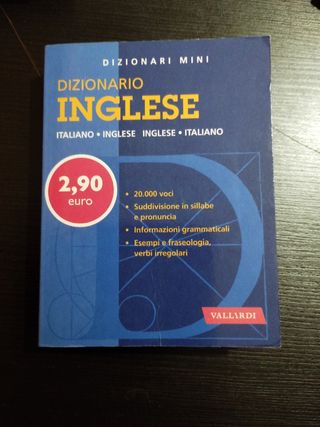 DIZIONARI MINI
DIZIONARIO
INGLESE
ITALIANO • INGLESE INGLESE • ITALIANO
2,90
euro
• 20.000 voci
• Suddivisione in sillabe
e pronuncia
• Informazioni grammaticali
• Esempi e fraseologia,
verbi irregolari
VALLARDI